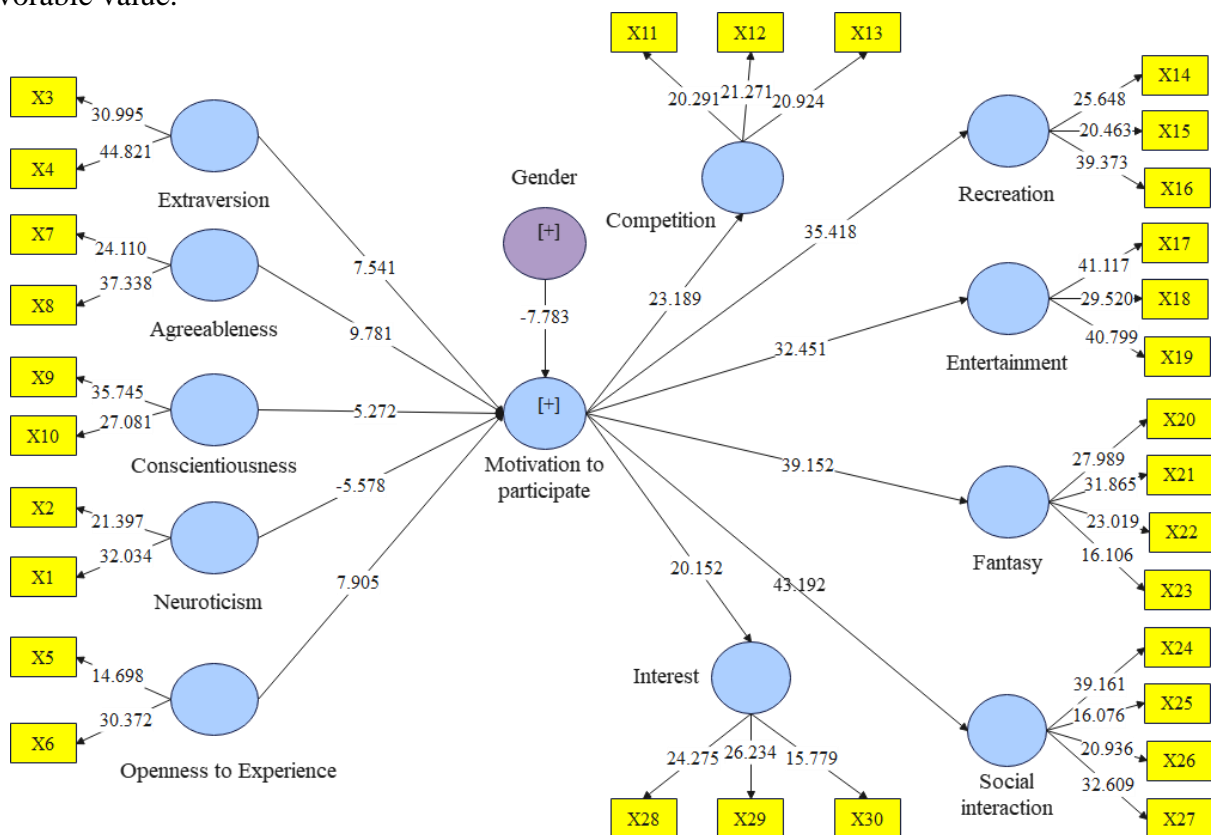 vorable value.
X11
X12
X13
20.291
21.271
20.924
Competition
X3
30.995
X4
44.821
Extraversion
X7
24.110
X8
37.338
Agreeableness
X9
35.745
X10
27.081
Conscientiousness
X2
21.397
X1
32.034
Neuroticism
X5
14.698
X6
30.372
Openness to Experience
7.541
9.781
5.272
-5.578
7.905
Gender
[+]
-7.783
[+]
Motivation to
participate
23.189
35.418
32.451
39.152
20.152
43.192
X14
25.648
X15
20.463
X16
39.373
Recreation
X17
41.117
X18
29.520
X19
40.799
Entertainment
X20
27.989
X21
31.865
X22
23.019
X23
16.106
Fantasy
X24
39.161
X25
16.076
X26
20.936
X27
32.609
Social
interaction
Interest
24.275
26.234
15.779
X28
X29
X30